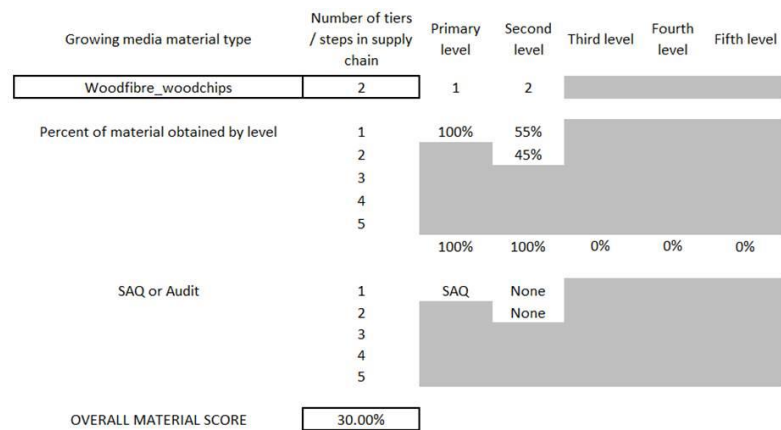 Growing media material type Number of tiers / steps in supply chain Primary level Second level Third level Fourth level Fifth level
Woodfibre_woodchips 2 1 2
Percent of material obtained by level 1 100% 55%
2 45%
3
4
5
100% 100% 0% 0% 0%
SAQ or Audit 1 SAQ None
2 None
3
4
5
OVERALL MATERIAL SCORE 30.00%